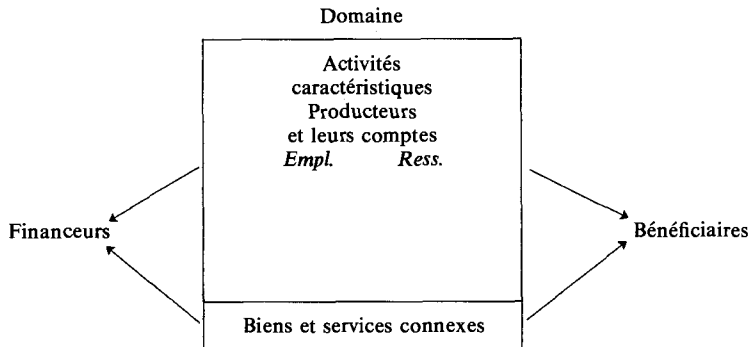 Domaine
Activités
caractéristiques
Producteurs
et leurs comptes
Empl. Ress.
Financeurs
Bénéficiaires
Biens et services connexes